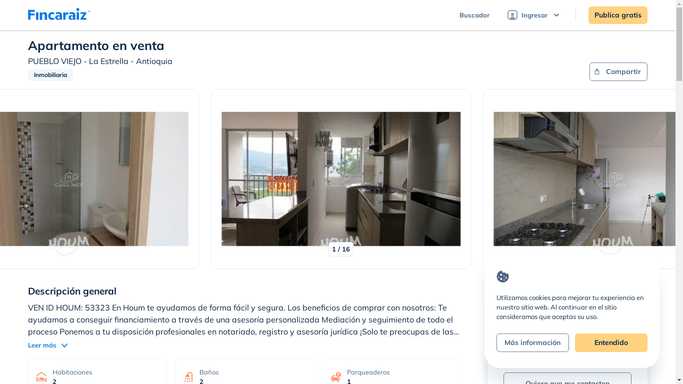 Fincaraiz
Buscador
Ingresar
Publica gratis
Apartamento en venta
PUEBLO VIEJO - La Estrella - Antioquia
Inmobiliaria
Compartir
HOUM
HOUM
HOUM
1 / 16
Descripción general
VEN ID HOUM: 53323 En Houm te ayudamos de forma fácil y segura. Los beneficios de comprar con nosotros: Te
ayudamos a conseguir financiamiento a través de una asesoría personalizada Mediación y seguimiento de todo el
proceso Ponemos a tu disposición profesionales en notariado, registro y asesoría jurídica ¡Solo te preocupas de las...
Leer más
Habitaciones
2
Baños
2
Parqueaderos
1
Utilizamos cookies para mejorar tu experiencia en
nuestro sitio web. Al continuar en el sitio
consideramos que aceptas su uso.
Más información
Entendido
Quiero que me contacten